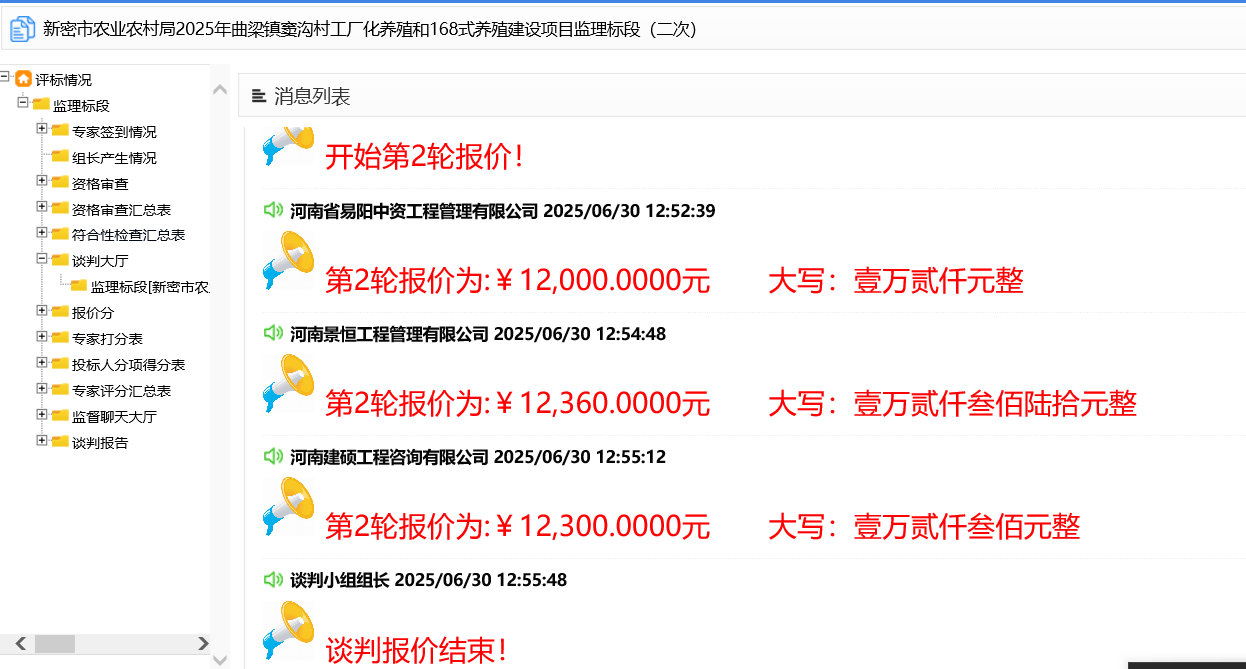 新密市农业农村局2025年曲梁镇窑沟村工厂化养殖和168式养殖建设项目监理标段（二次）
评标情况
监理标段
专家签到情况
组长产生情况
资格审查
资格审查汇总表
符合性检查汇总表
谈判大厅
监理标段[新密市农
报价分
专家打分表
投标人分项得分表
专家评分汇总表
监督聊天大厅
谈判报告
消息列表
开始第2轮报价！
河南省易阳中资工程管理有限公司 2025/06/30 12:52:39
第2轮报价为:￥12,000.0000元 大写：壹万贰仟元整
河南景恒工程管理有限公司 2025/06/30 12:54:48
第2轮报价为:￥12,360.0000元 大写：壹万贰仟叁佰陆拾元整
河南建硕工程咨询有限公司 2025/06/30 12:55:12
第2轮报价为:￥12,300.0000元 大写：壹万贰仟叁佰元整
谈判小组组长 2025/06/30 12:55:48
谈判报价结束！